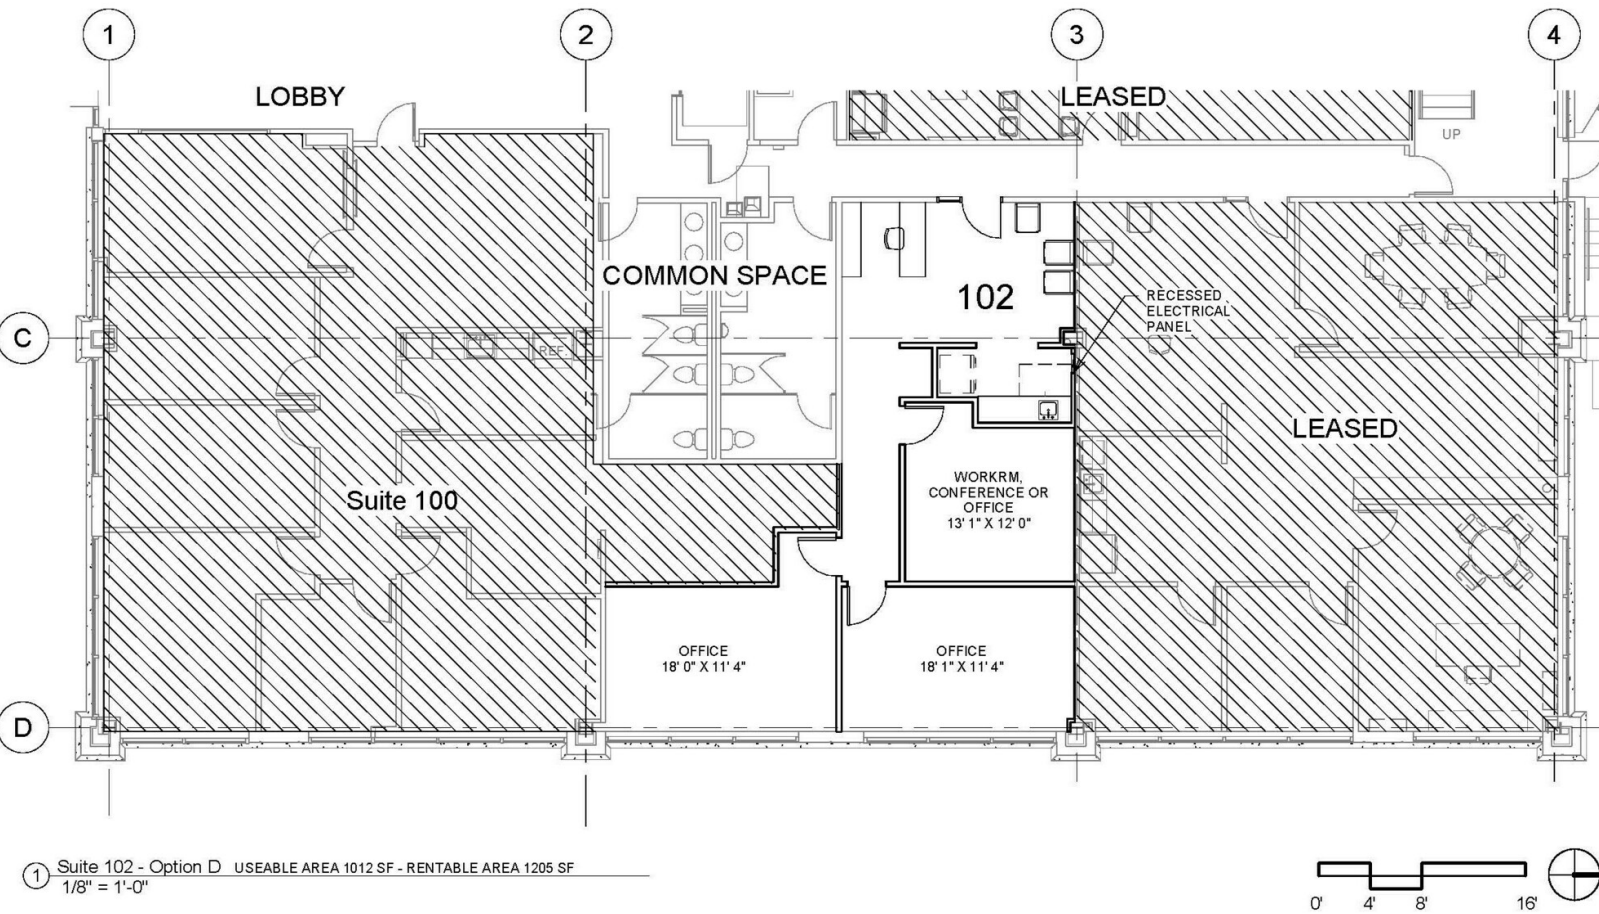 1
2
3
4
LOBBY
LEASED
UP
COMMON SPACE
102
RECESSED
ELECTRICAL
PANEL
C
REF.
LEASED
Suite 100
WORKRM,
CONFERENCE OR
OFFICE
13' 1" X 12' 0"
OFFICE
18' 0" X 11' 4"
OFFICE
18' 1" X 11' 4"
D
1
Suite 102 - Option D USEABLE AREA 1012 SF - RENTABLE AREA 1205 SF
1/8" = 1'-0"
0' 4' 8' 16'